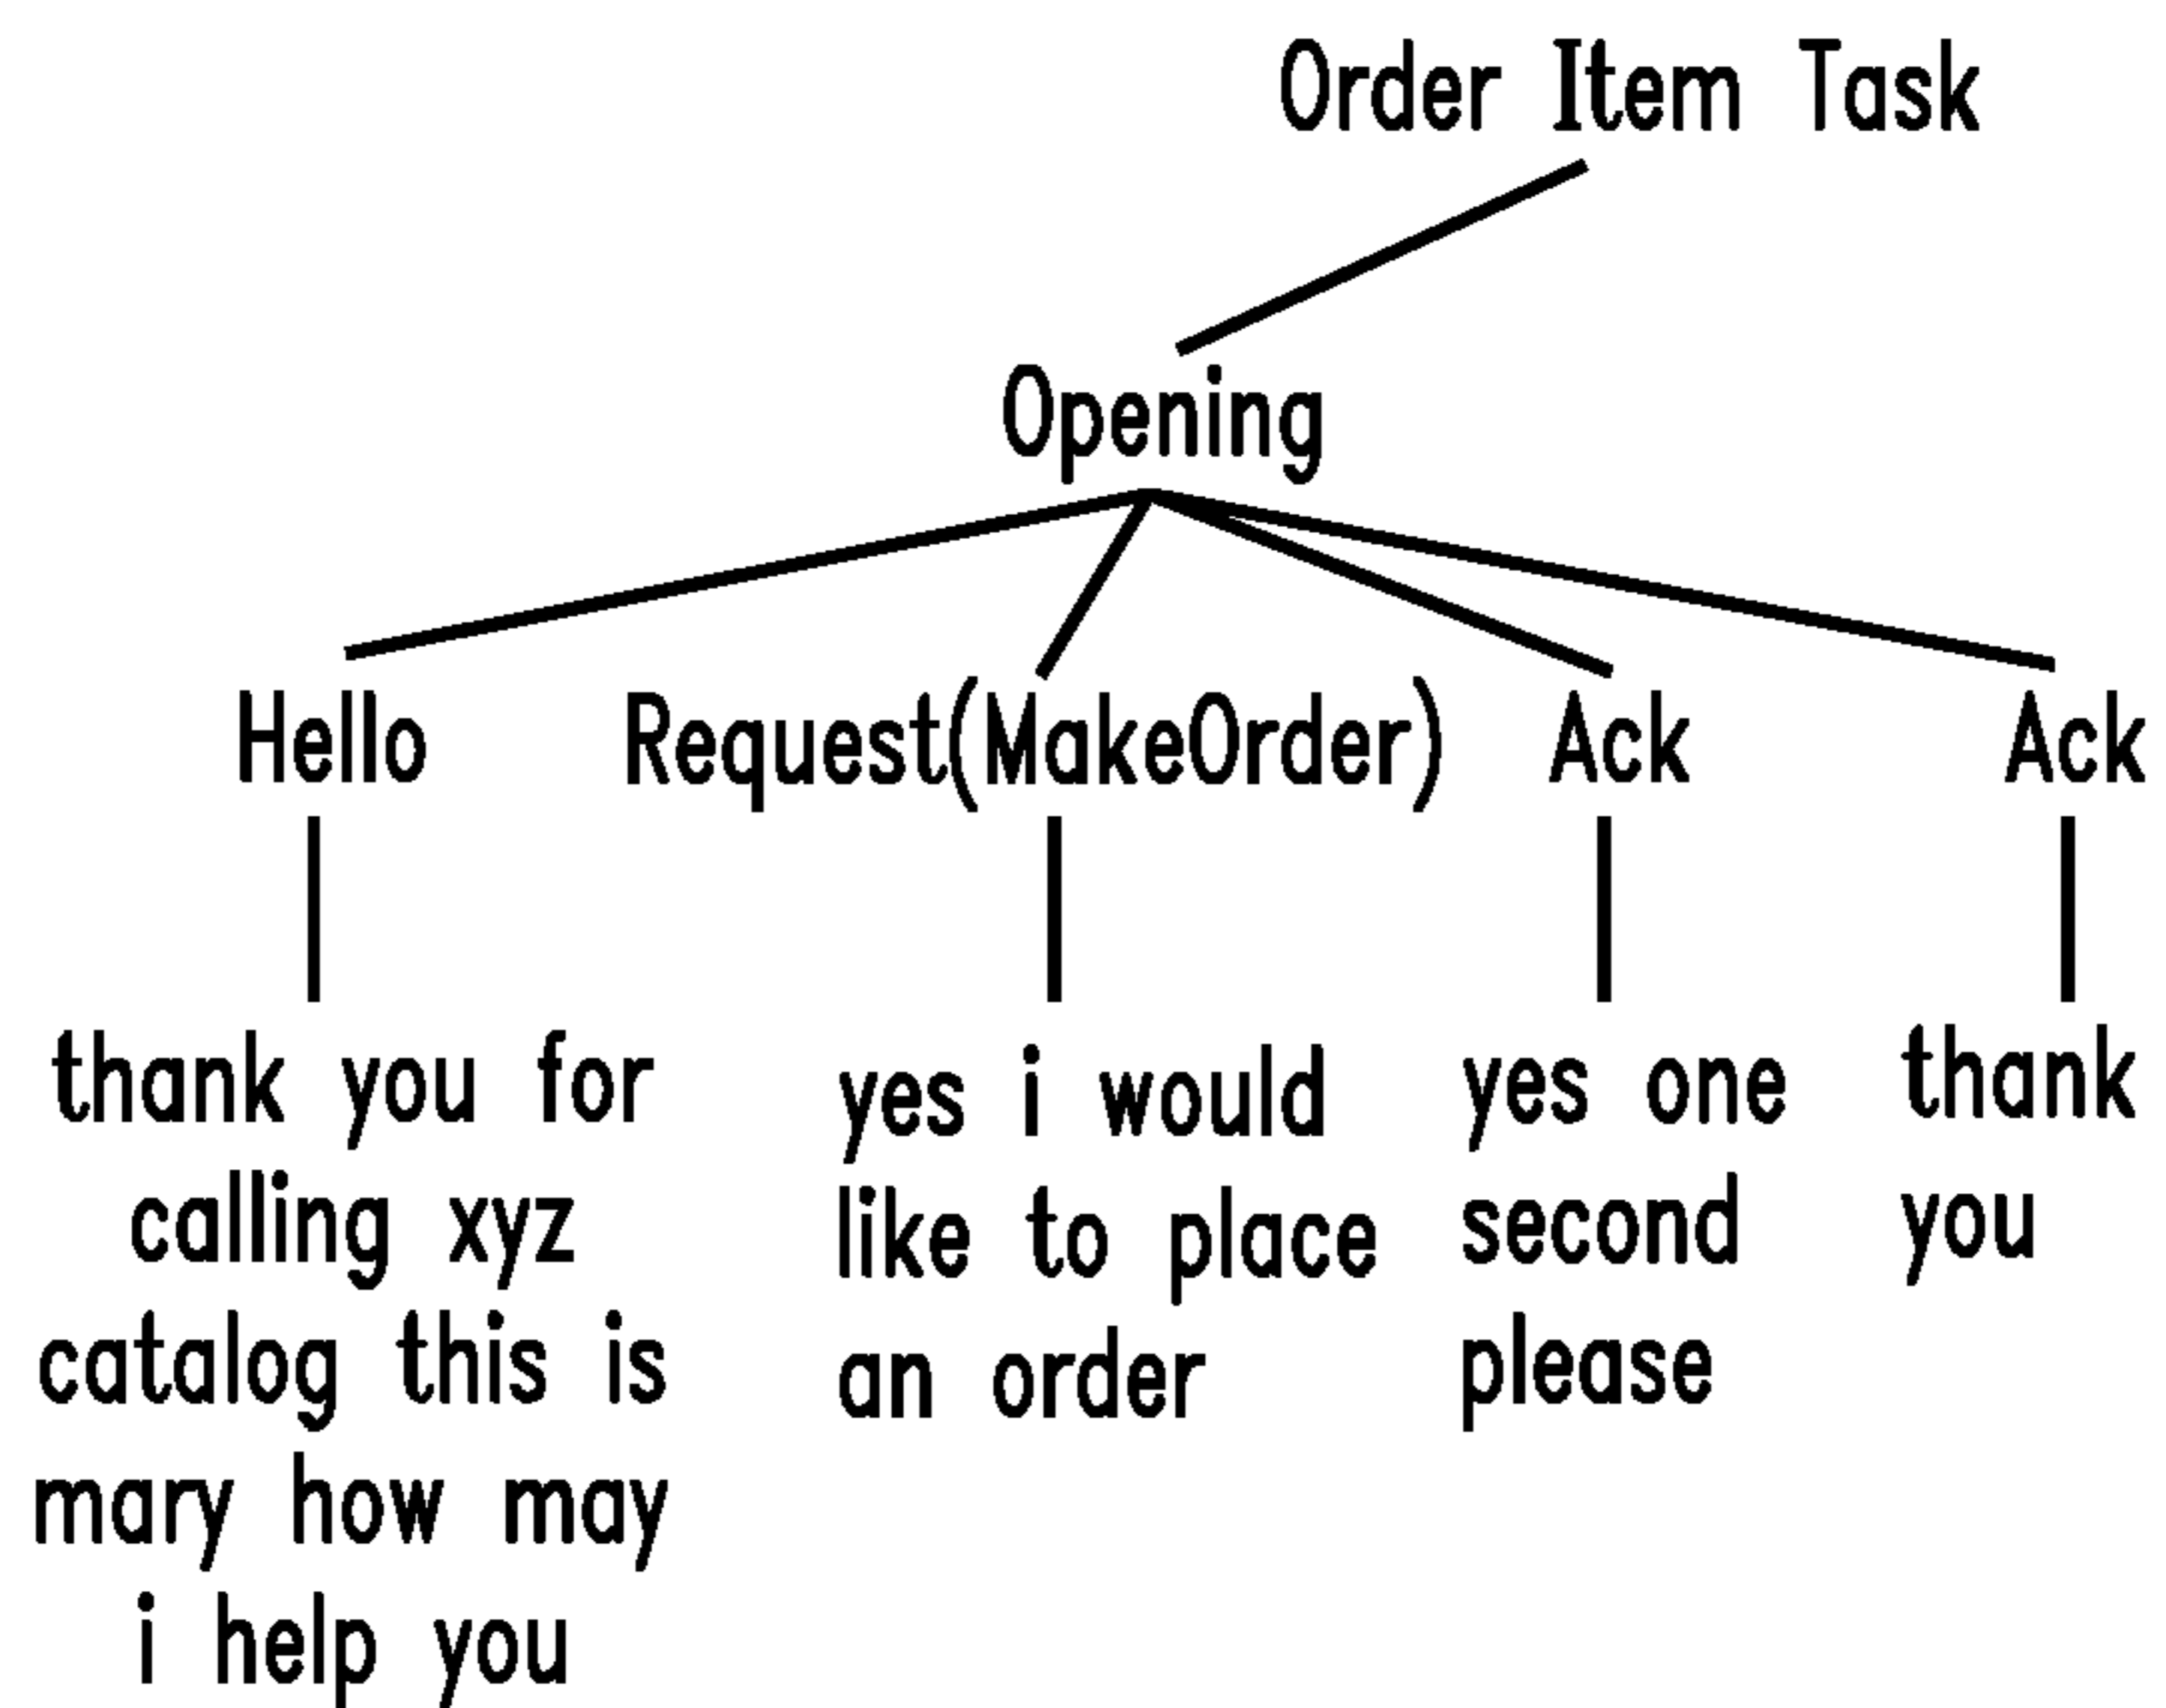 Order Item Task
Opening
Hello Request(MakeOrder) Ack Ack
thank you for
calling xyz
catalog this is
mary how may
i help you
yes i would
like to place
an order
yes one
second
please
thank
you